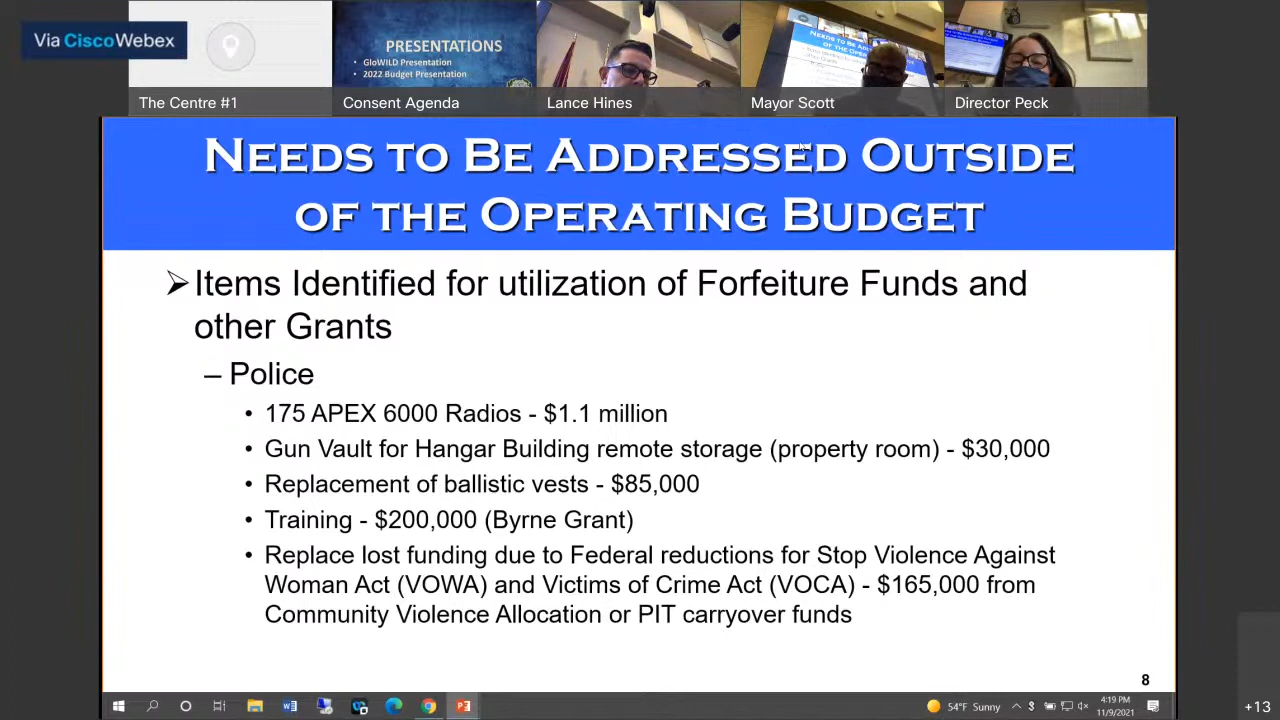 Via CiscoWebex
PRESENTATIONS
• GloWILD Presentation
• 2022 Budget Presentation
The Centre #1
Consent Agenda
Lance Hines
Mayor Scott
Director Peck
NEEDS TO BE ADDRESSED OUTSIDE
OF THE OPERATING BUDGET
➢ Items Identified for utilization of Forfeiture Funds and
other Grants
– Police
• 175 APEX 6000 Radios - $1.1 million
• Gun Vault for Hangar Building remote storage (property room) - $30,000
• Replacement of ballistic vests - $85,000
• Training - $200,000 (Byrne Grant)
• Replace lost funding due to Federal reductions for Stop Violence Against
Woman Act (VOWA) and Victims of Crime Act (VOCA) - $165,000 from
Community Violence Allocation or PIT carryover funds
8
54°F Sunny
4:19 PM
11/9/2021
+13